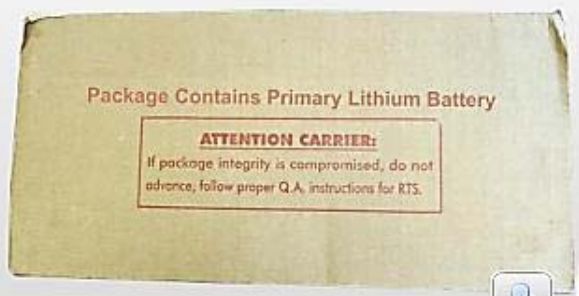 Package Contains Primary Lithium Battery
ATTENTION CARRIER:
If package integrity is compromised, do not
advance, follow proper Q.A. instructions for RTS.